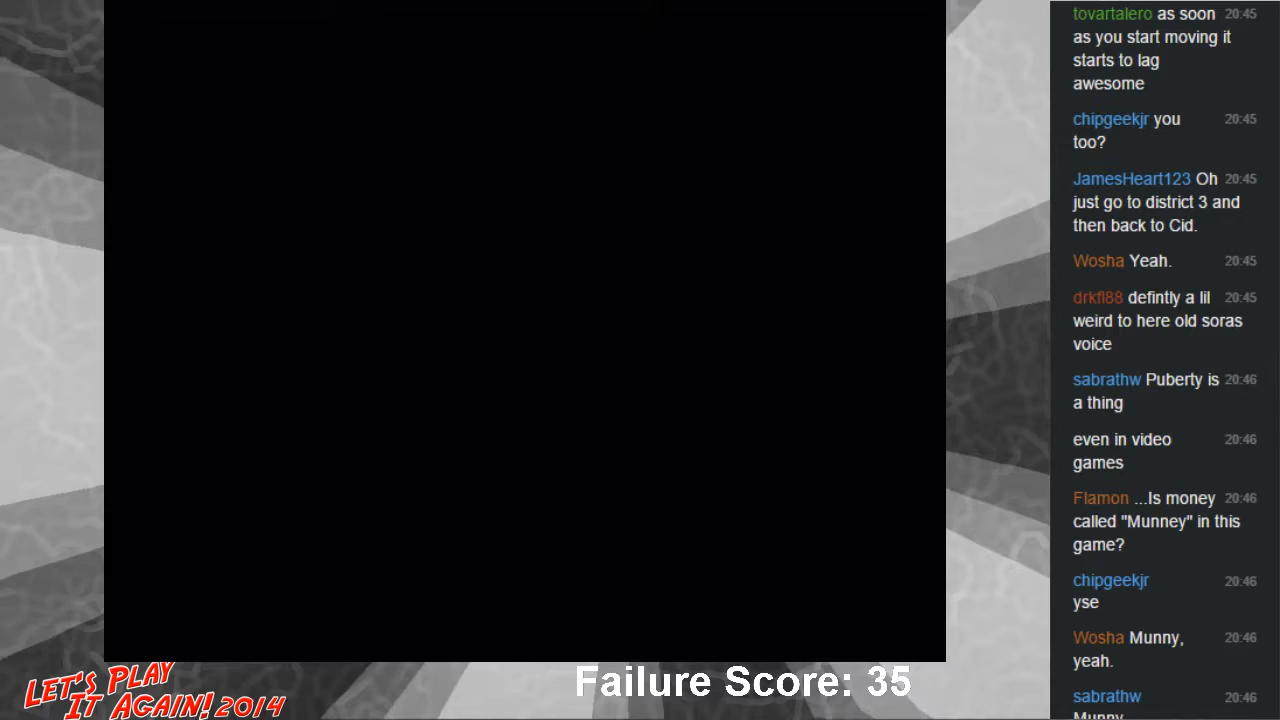 tovartalero as soon 20:45
as you start moving it
starts to lag
awesome
chipgeekjr you 20:45
too?
JamesHeart123 Oh 20:45
just go to district 3 and
then back to Cid.
Wosha Yeah. 20:45
drkfl88 defintly a lil 20:45
weird to here old soras
voice
sabrathw Puberty is 20:46
a thing
even in video 20:46
games
Flamon ...Is money 20:46
called "Munney" in this
game?
chipgeekjr 20:46
yse
Wosha Munny, 20:46
yeah.
sabrathw 20:46
Munny
LET'S PLAY
IT AGAIN! 2014
Failure Score: 35